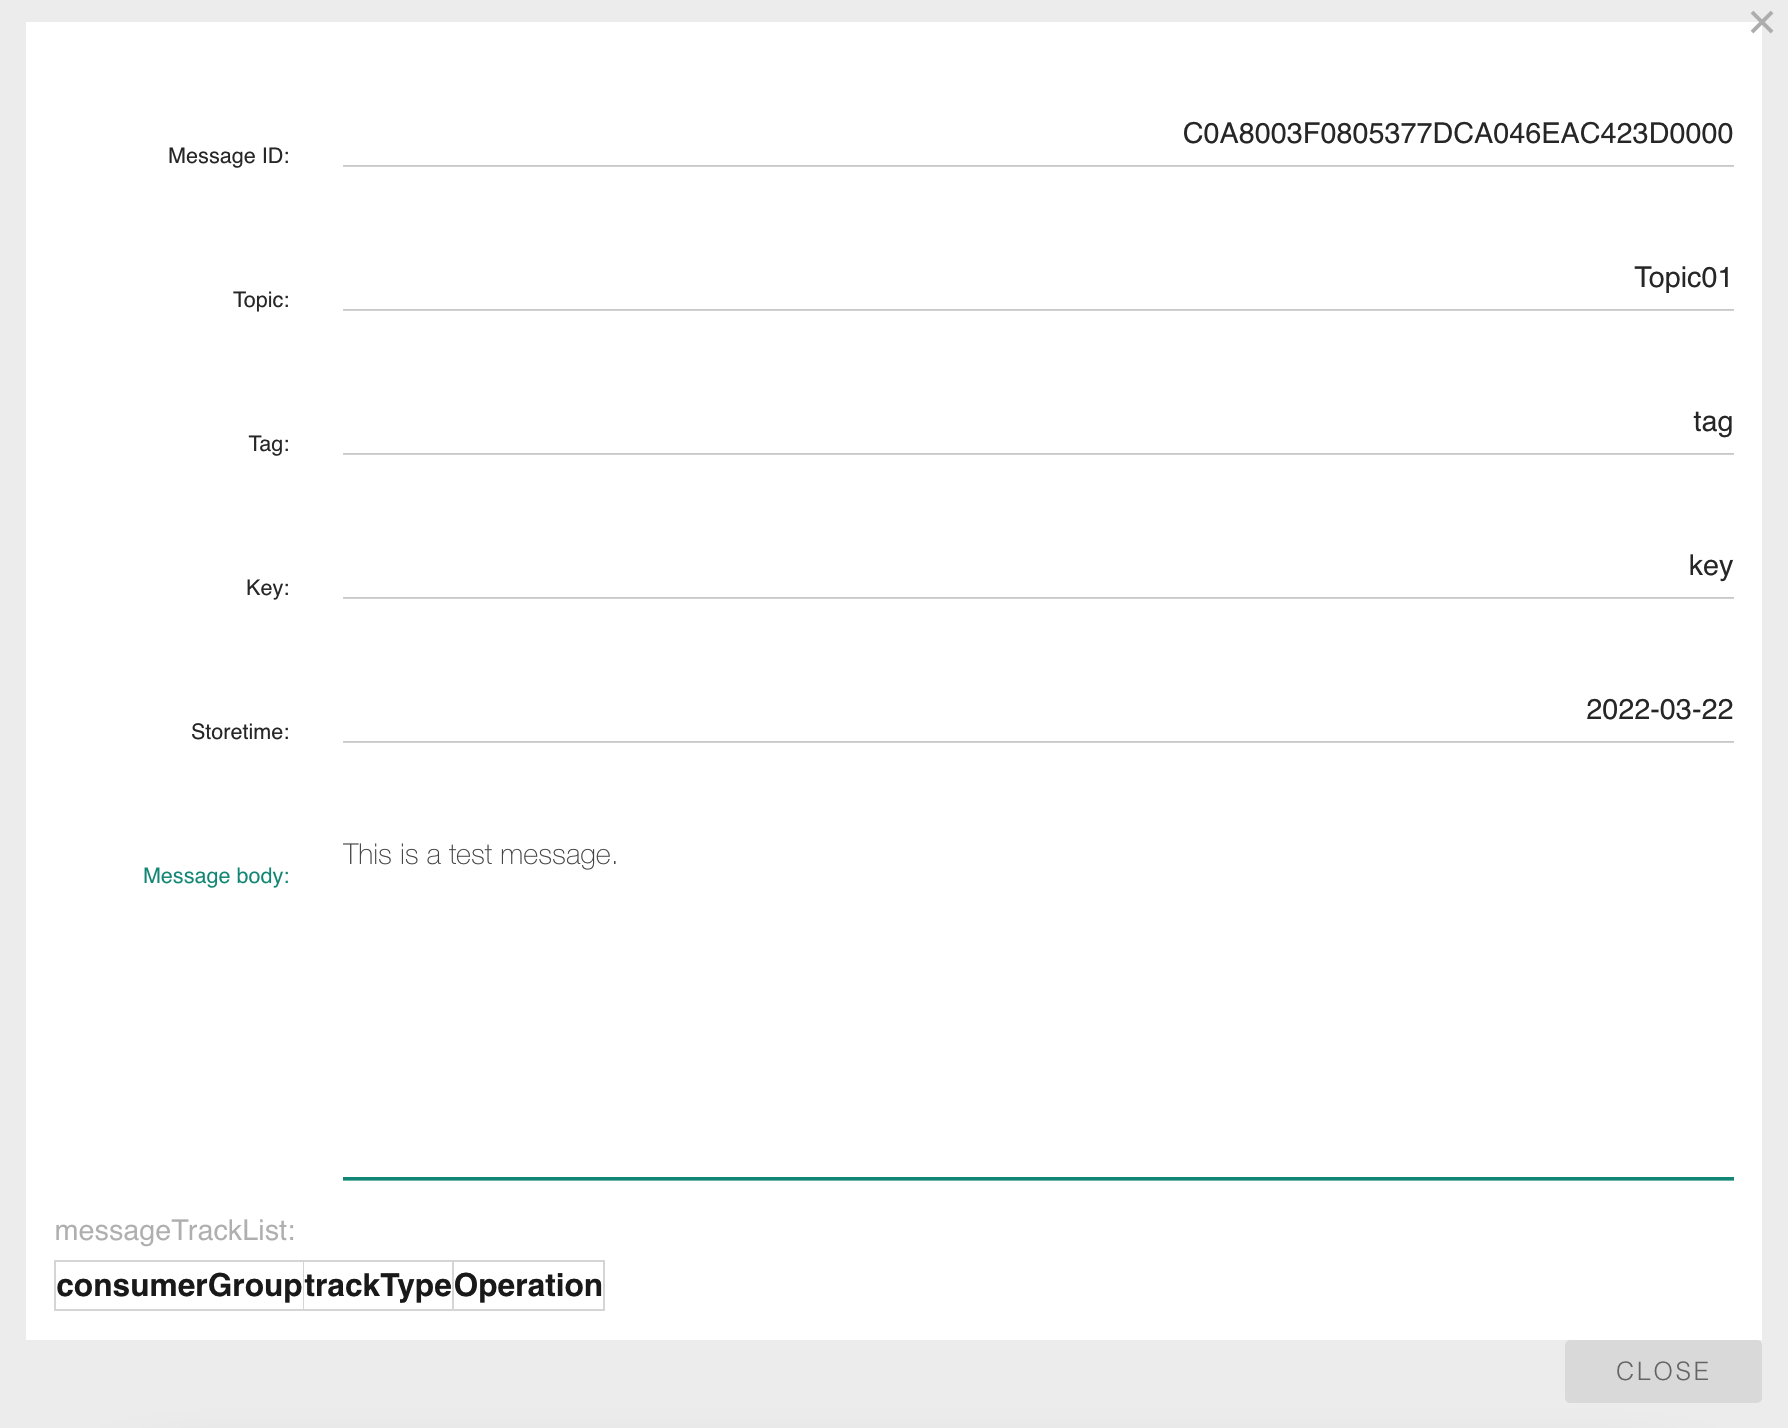 Message ID: C0A8003F0805377DCA046EAC423D0000
Topic: Topic01
Tag: tag
Key: key
Storetime: 2022-03-22
Message body: This is a test message.
messageTrackList:
consumerGroup trackType Operation
CLOSE